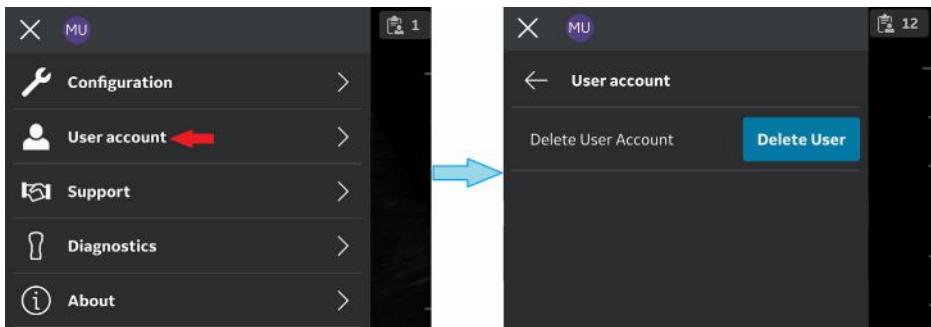 MU
1
Configuration
User account
Support
Diagnostics
About
MU
12
User account
Delete User Account
Delete User